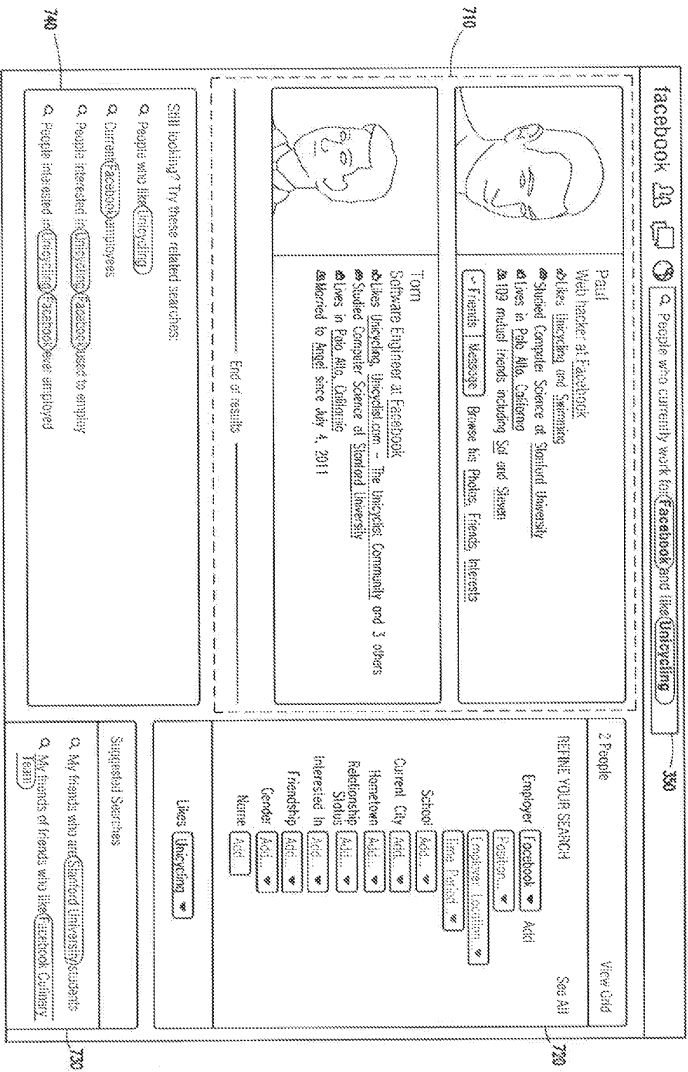 facebook People who currently work for Facebook and like Unicycling
350
710
Paul
Web hacker at Facebook
Likes Unicycling and Swimming
Studied Computer Science at Stanford University
Lives in Palo Alto, California
109 mutual friends including Sol and Steven
Friends Message Browse his Photos, Friends, Interests
Tom
Software Engineer at Facebook
Likes Unicycling, Unicyclist.com – The Unicyclist Community and 3 others
Studied Computer Science at Stanford University
Lives in Palo Alto, California
Married to Angel since July 4, 2011
End of results
740
Still looking? Try these related searches:
People who like Unicycling
Current Facebook employees
People interested in Unicycling Facebook used to employ
People interested in Unicycling Facebook ever employed
2 People View Grid
REFINE YOUR SEARCH See All
720
Employer Facebook Add
Position...
Employer Location...
Time Period
School Add...
Current City Add...
Hometown Add...
Relationship
Status Add...
Interested In Add...
Friendship Add...
Gender Add...
Name Add...
Likes Unicycling
Suggested Searches
My friends who are Stanford University students
My friends of friends who like Facebook Culinary
Team
730